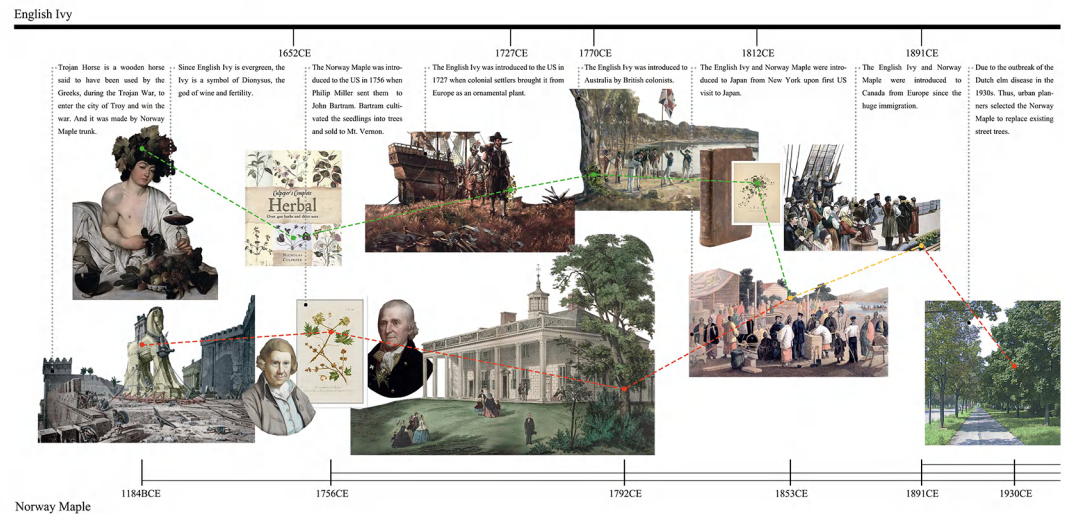 English Ivy
1652CE
1727CE
1770CE
1812CE
1891CE
Trojan Horse is a wooden horse
said to have been used by the
Greeks, during the Trojan War, to
enter the city of Troy and win the
war. And it was made by Norway
Maple trunk.
Since English Ivy is evergreen, the
Ivy is a symbol of Dionysus, the
god of wine and fertility.
The Norway Maple was intro-
duced to the US in 1756 when
Philip Miller sent them to
John Bartram. Bartram culti-
vated the seedlings into trees
and sold to Mt. Vernon.
The English Ivy was introduced to the US in
1727 when colonial settlers brought it from
Europe as an ornamental plant.
The English Ivy was introduced to
Australia by British colonists.
The English Ivy and Norway Maple were intro-
duced to Japan from New York upon first US
visit to Japan.
The English Ivy and Norway
Maple were introduced to
Canada from Europe since the
huge immigration.
Due to the outbreak of the
Dutch elm disease in the
1930s. Thus, urban plan-
ners selected the Norway
Maple to replace existing
street trees.
Culpeper's Complete
Herbal
Over 400 herbs and their uses
NICHOLAS
CULPEPER
1184BCE
1756CE
1792CE
1853CE
1891CE
1930CE
Norway Maple